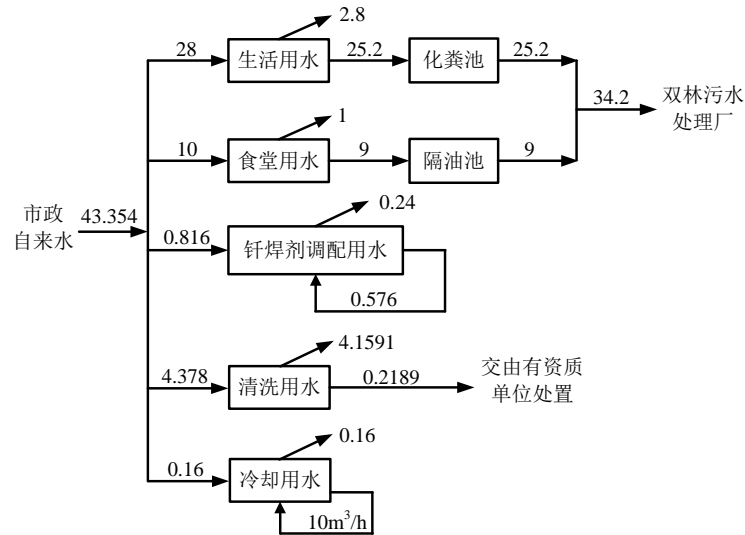 2.8
28
生活用水
25.2
化粪池
25.2
34.2
双林污水
处理厂
1
10
食堂用水
9
隔油池
9
市政
自来水
43.354
0.24
0.816
钎焊剂调配用水
0.576
4.1591
4.378
清洗用水
0.2189
交由有资质
单位处置
0.16
0.16
冷却用水
10m³/h